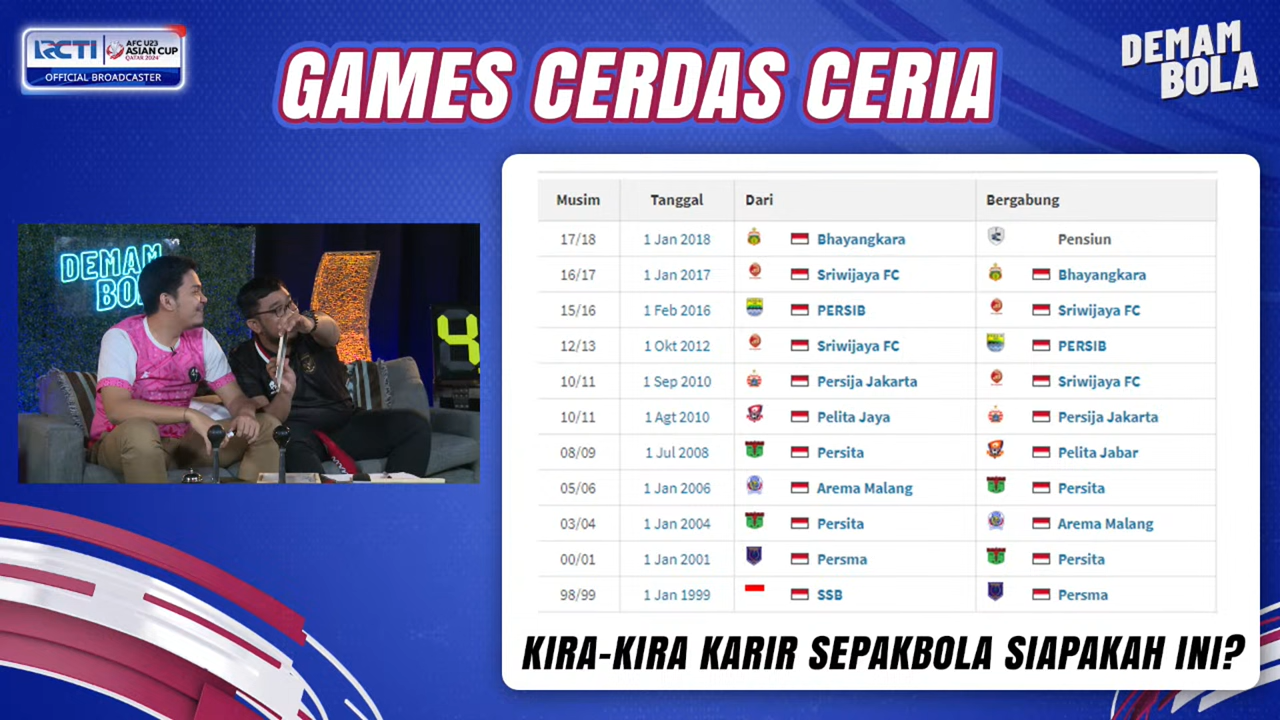 RCTI AFC U23 ASIAN CUP QATAR 2024
OFFICIAL BROADCASTER
GAMES CERDAS CERIA
DEMAM
BOLA
DEMAM
BOL
4
Musim Tanggal Dari Bergabung
17/18 1 Jan 2018 Bhayangkara Pensiun
16/17 1 Jan 2017 Sriwijaya FC Bhayangkara
15/16 1 Feb 2016 PERSIB Sriwijaya FC
12/13 1 Okt 2012 Sriwijaya FC PERSIB
10/11 1 Sep 2010 Persija Jakarta Sriwijaya FC
10/11 1 Agt 2010 Pelita Jaya Persija Jakarta
08/09 1 Jul 2008 Persita Pelita Jabar
05/06 1 Jan 2006 Arema Malang Persita
03/04 1 Jan 2004 Persita Arema Malang
00/01 1 Jan 2001 Persma Persita
98/99 1 Jan 1999 SSB Persma
KIRA-KIRA KARIR SEPAKBOLA SIAPAKAH INI?